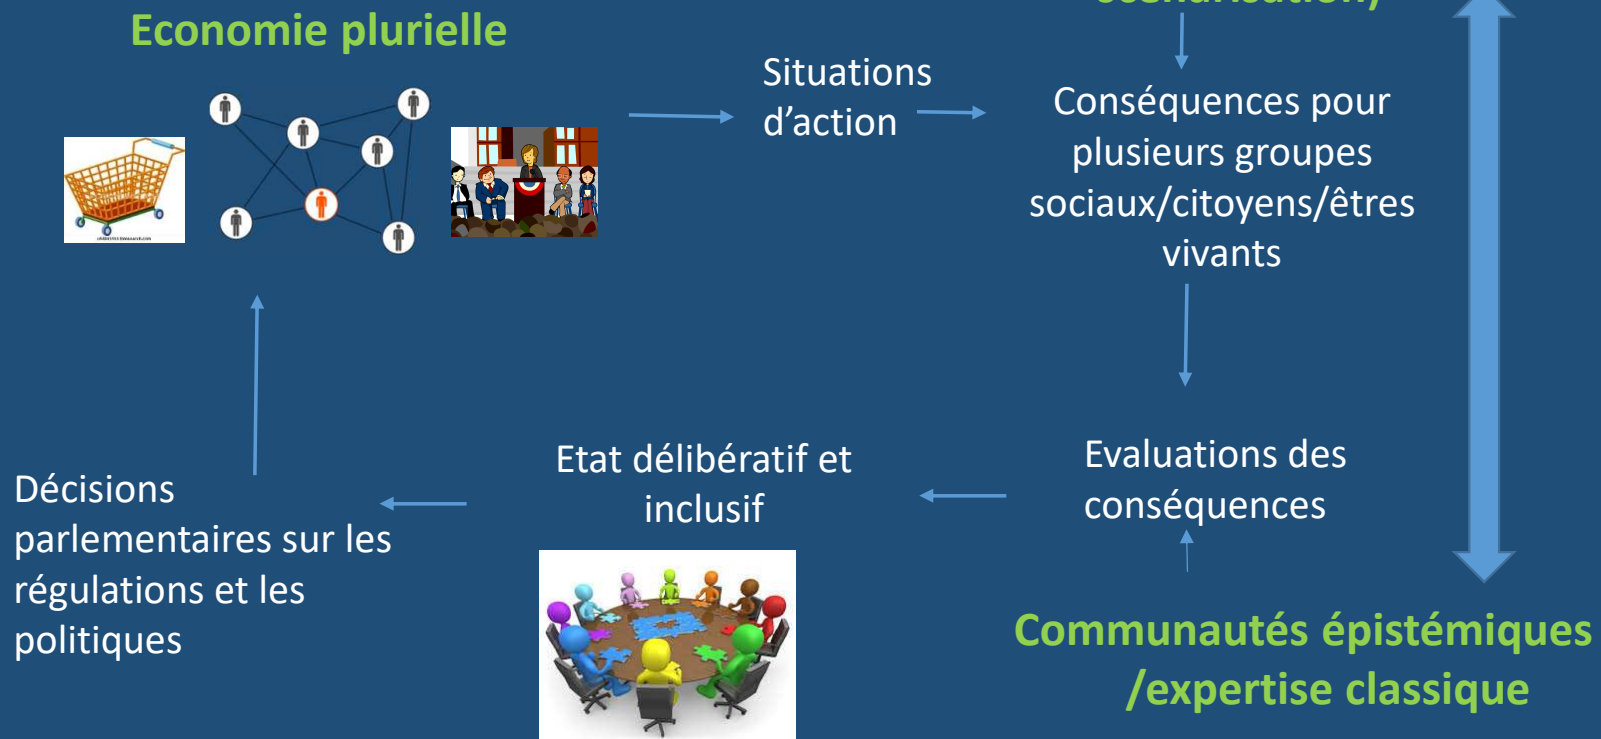 Economie plurielle
Situations
d’action
Conséquences pour
plusieurs groupes
sociaux/citoyens/êtres
vivants
Evaluations des
conséquences
Etat délibératif et
inclusif
Décisions
parlementaires sur les
régulations et les
politiques
Communautés épistémiques
/expertise classique